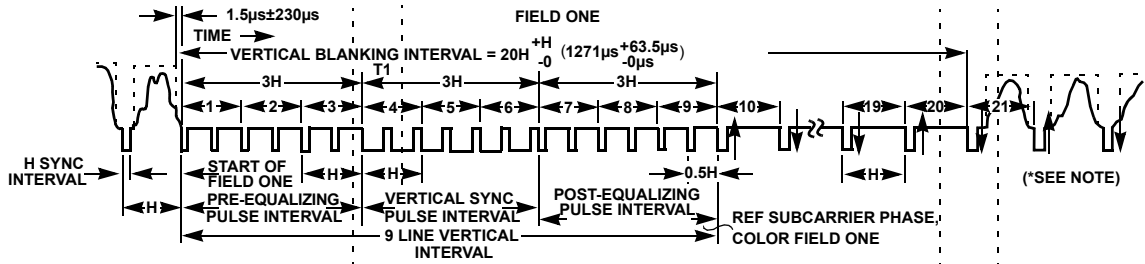 1.5µs±230µs
FIELD ONE
TIME
VERTICAL BLANKING INTERVAL = 20H +H -0 (1271µs +63.5µs -0µs)
T1
3H 3H 3H
1 2 3 4 5 6 7 8 9 10 19 20 21
H SYNC INTERVAL
START OF FIELD ONE
H H 0.5H H
(*SEE NOTE)
H
PRE-EQUALIZING PULSE INTERVAL
VERTICAL SYNC PULSE INTERVAL
POST-EQUALIZING PULSE INTERVAL
REF SUBCARRIER PHASE, COLOR FIELD ONE
9 LINE VERTICAL INTERVAL